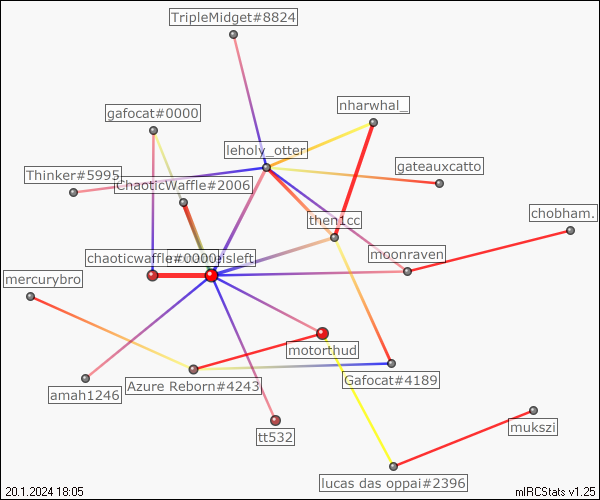 TripleMidget#8824
nharwhal_
gafocat#0000
leholy_otter
gateauxcatto
Thinker#5995
ChaoticWaffle#2006
then1cc
chobham.
chaoticwaffle#0000
isleft
moonraven
mercurybro
motorthud
Gafocat#4189
Azure Reborn#4243
amah1246
tt532
mukszi
lucas das oppai#2396
20.1.2024 18:05
mIRCStats v1.25